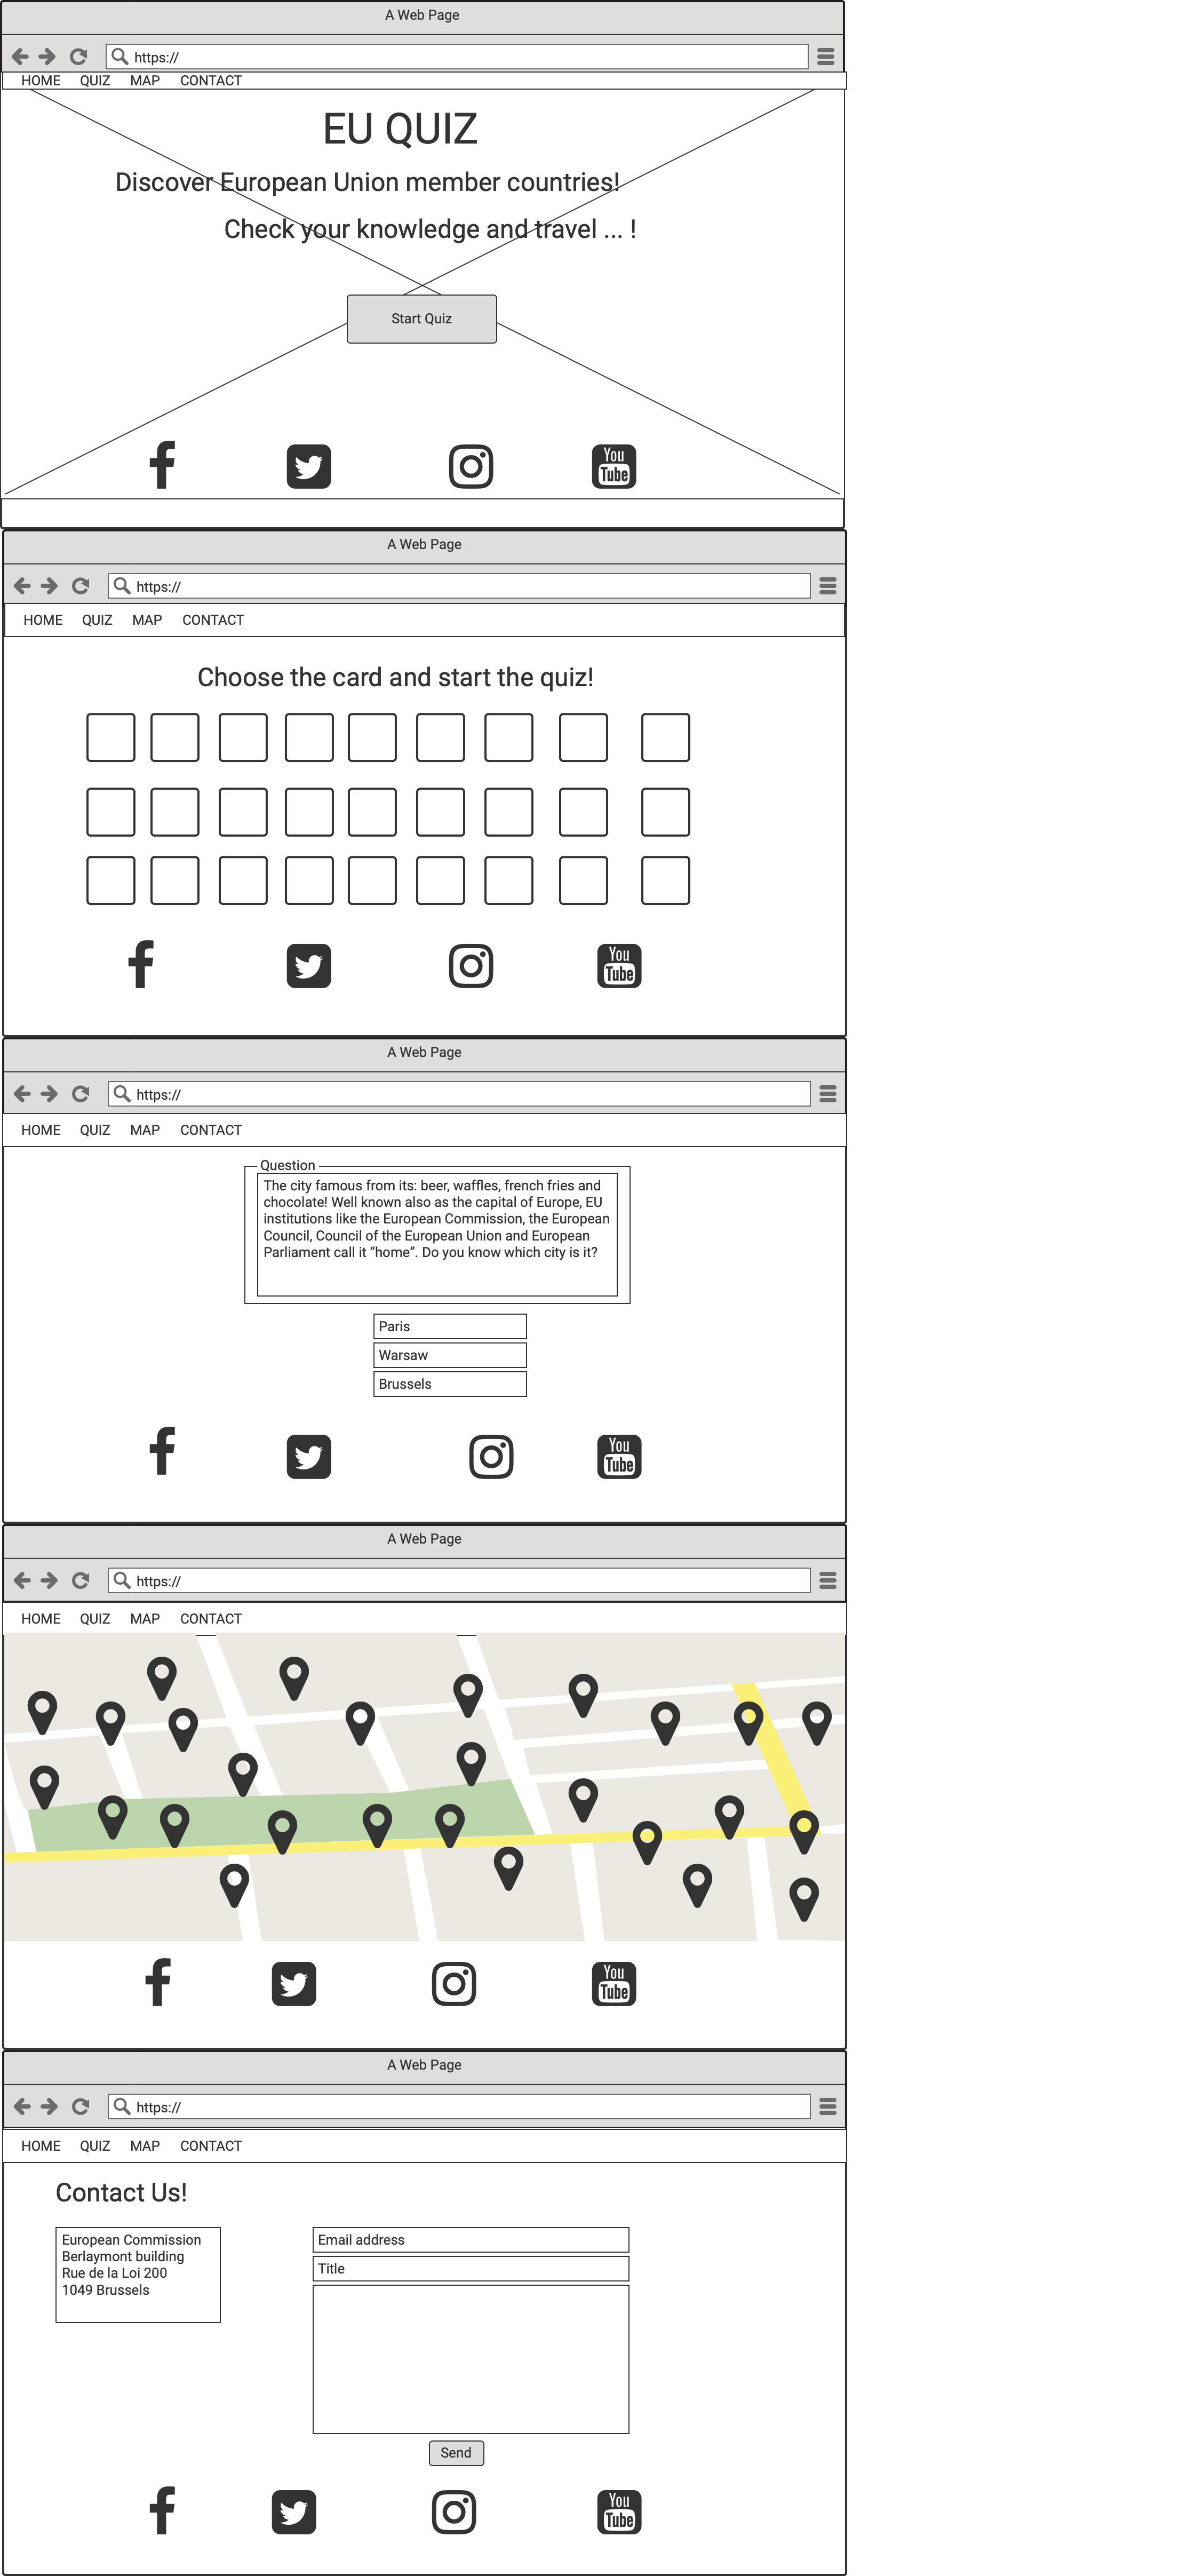 A Web Page
https://
HOME QUIZ MAP CONTACT
EU QUIZ
Discover European Union member countries!
Check your knowledge and travel ... !
Start Quiz
You
Tube
A Web Page
https://
HOME QUIZ MAP CONTACT
Choose the card and start the quiz!
You
Tube
A Web Page
https://
HOME QUIZ MAP CONTACT
Question
The city famous from its: beer, waffles, french fries and
chocolate! Well known also as the capital of Europe, EU
institutions like the European Commission, the European
Council, Council of the European Union and European
Parliament call it “home”. Do you know which city is it?
Paris
Warsaw
Brussels
You
Tube
A Web Page
https://
HOME QUIZ MAP CONTACT
You
Tube
A Web Page
https://
HOME QUIZ MAP CONTACT
Contact Us!
European Commission
Berlaymont building
Rue de la Loi 200
1049 Brussels
Email address
Title
Send
You
Tube